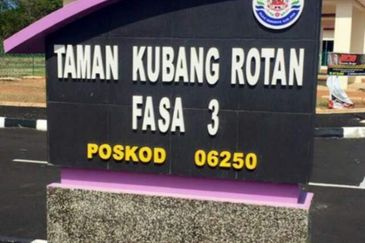 TAMAN KUBANG ROTAN
FASA 3
POSKOD 06250